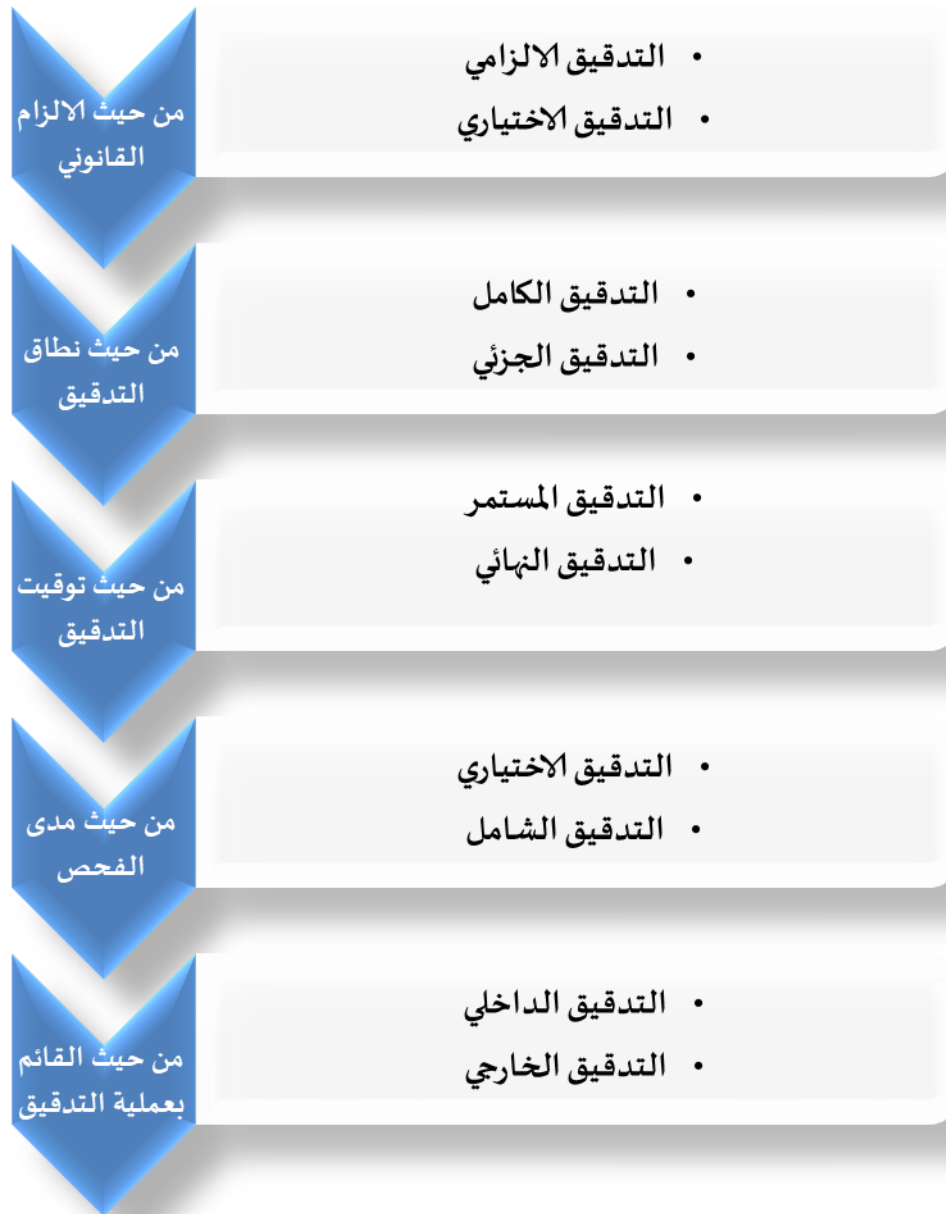 من حيث الالزام
القانوني
• التدقيق الالزامي
• التدقيق الاختياري
من حيث نطاق
التدقيق
• التدقيق الكامل
• التدقيق الجزئي
من حيث توقيت
التدقيق
• التدقيق المستمر
• التدقيق النهائي
من حيث مدى
الفحص
• التدقيق الاختياري
• التدقيق الشامل
من حيث القائم
بعملية التدقيق
• التدقيق الداخلي
• التدقيق الخارجي